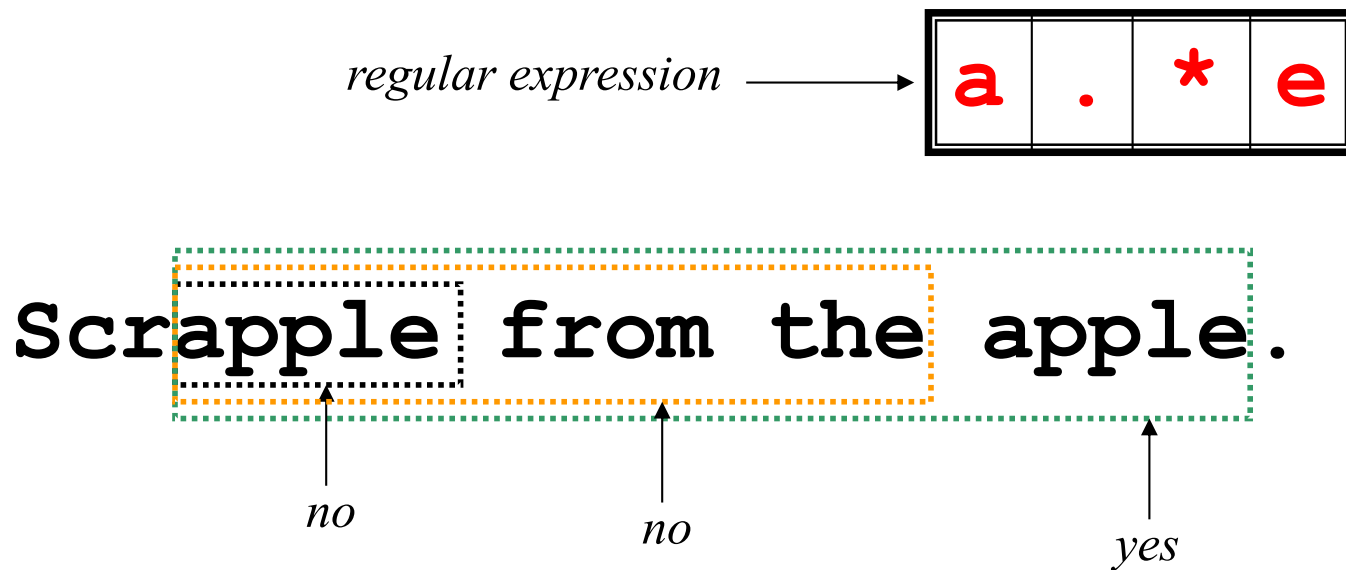 regular expression a . * e
Scrapple from the apple.
no no yes